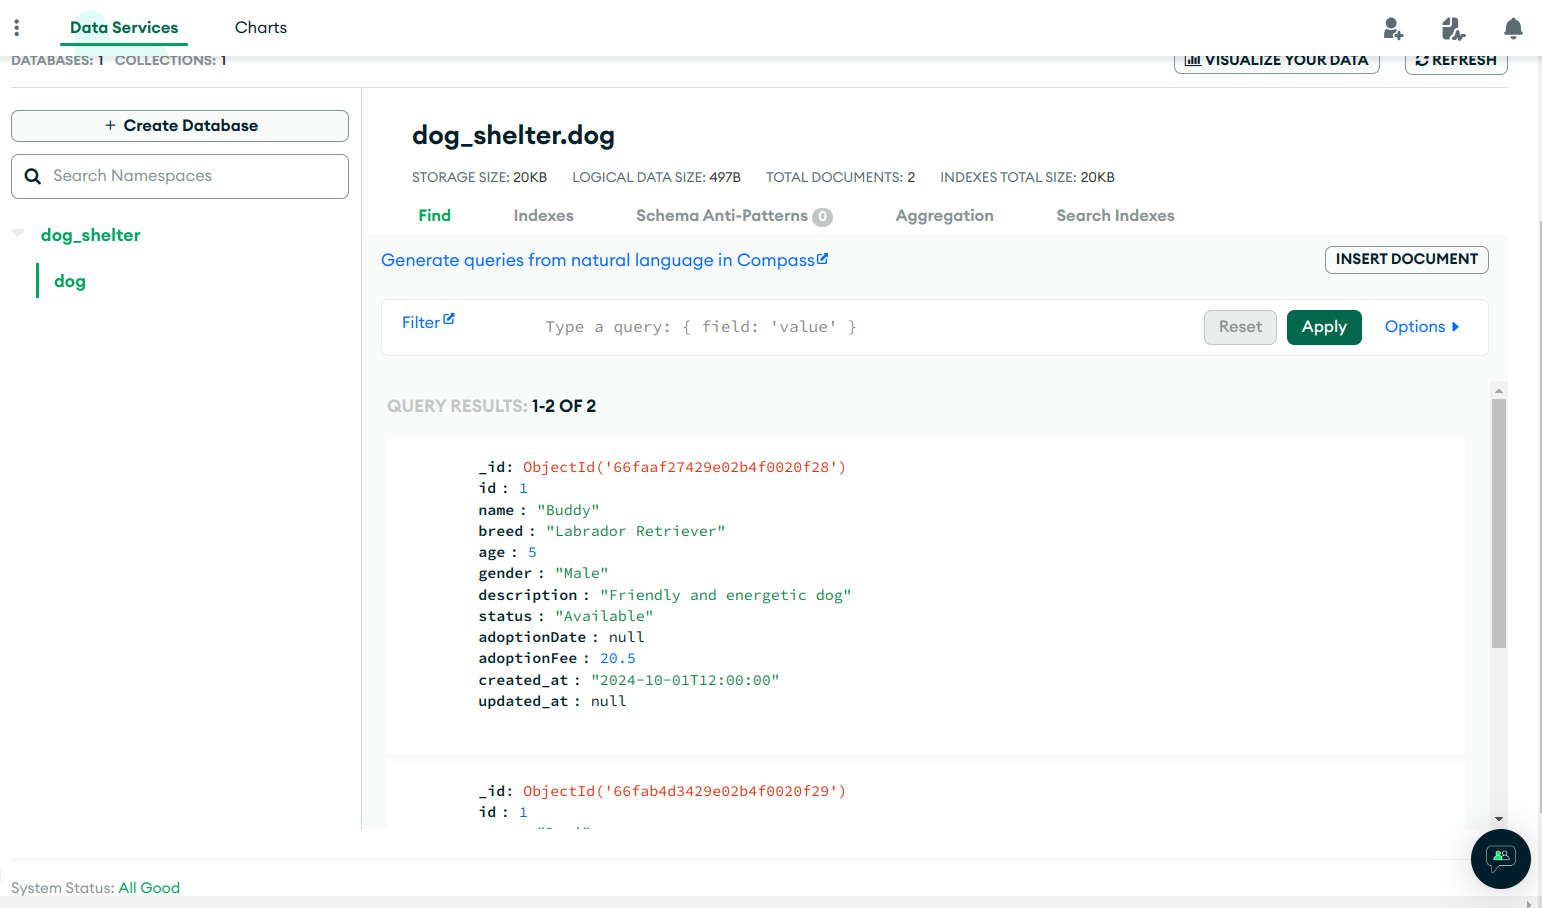 Data Services
Charts
DATABASES: 1 COLLECTIONS: 1
VISUALIZE YOUR DATA
REFRESH
+ Create Database
Search Namespaces
dog_shelter
dog
dog_shelter.dog
STORAGE SIZE: 20KB LOGICAL DATA SIZE: 497B TOTAL DOCUMENTS: 2 INDEXES TOTAL SIZE: 20KB
Find Indexes Schema Anti-Patterns 0 Aggregation Search Indexes
Generate queries from natural language in Compass
INSERT DOCUMENT
Filter
Type a query: { field: 'value' }
Reset
Apply
Options
QUERY RESULTS: 1-2 OF 2
_id: ObjectId('66faaf27429e02b4f0020f28')
id : 1
name : "Buddy"
breed : "Labrador Retriever"
age : 5
gender : "Male"
description : "Friendly and energetic dog"
status : "Available"
adoptionDate : null
adoptionFee : 20.5
created_at : "2024-10-01T12:00:00"
updated_at : null
_id: ObjectId('66fab4d3429e02b4f0020f29')
id : 1
System Status: All Good